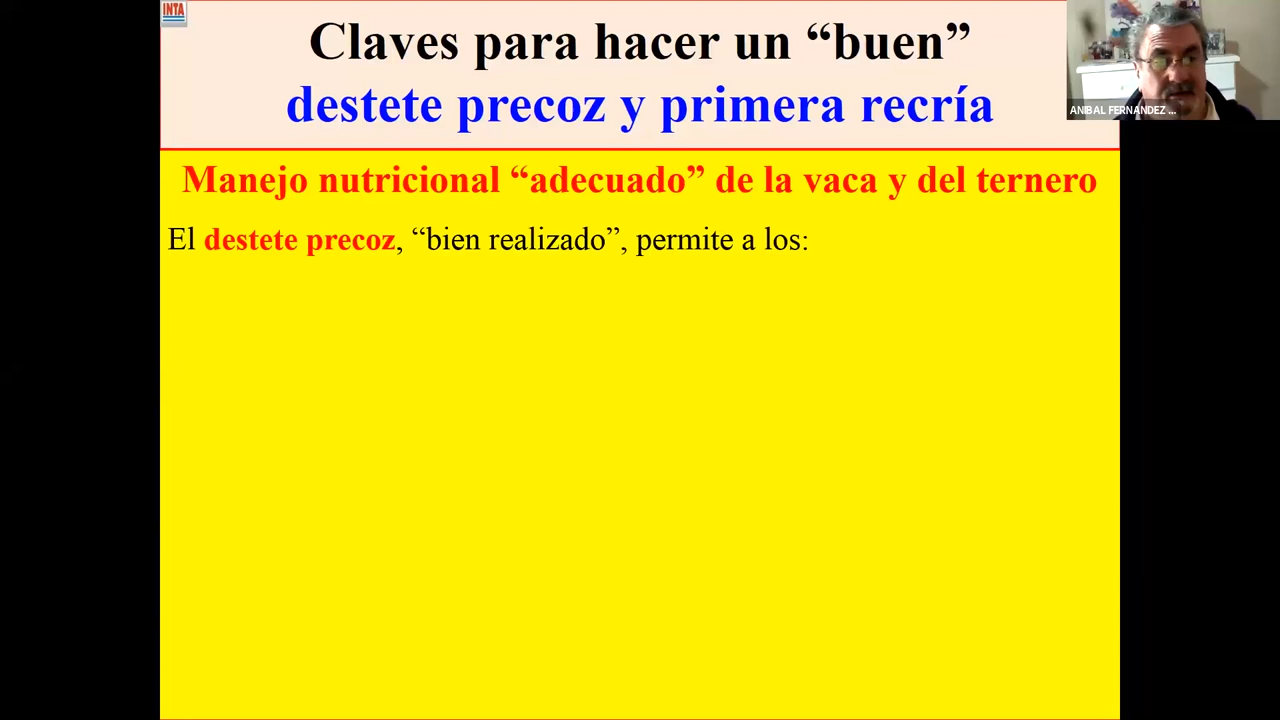 INTA
Claves para hacer un “buen”
destete precoz y primera recría
ANIBAL FERNANDEZ ...
Manejo nutricional “adecuado” de la vaca y del ternero
El destete precoz, “bien realizado”, permite a los: